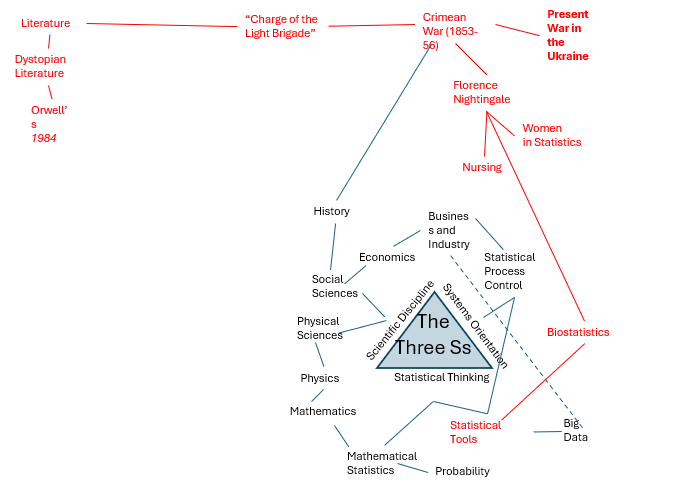 Literature
“Charge of the
Light Brigade”
Crimean
War (1853-
56)
Present
War in
the
Ukraine
Dystopian
Literature
Orwell’
s
1984
Florence
Nightingale
Women
in Statistics
Nursing
History
Busines
s and
Industry
Economics
Statistical
Process
Control
Social
Sciences
Scientific Discipline
Systems Orientation
The
Three Ss
Statistical Thinking
Physical
Sciences
Biostatistics
Physics
Mathematics
Statistical
Tools
Big
Data
Mathematical
Statistics
Probability